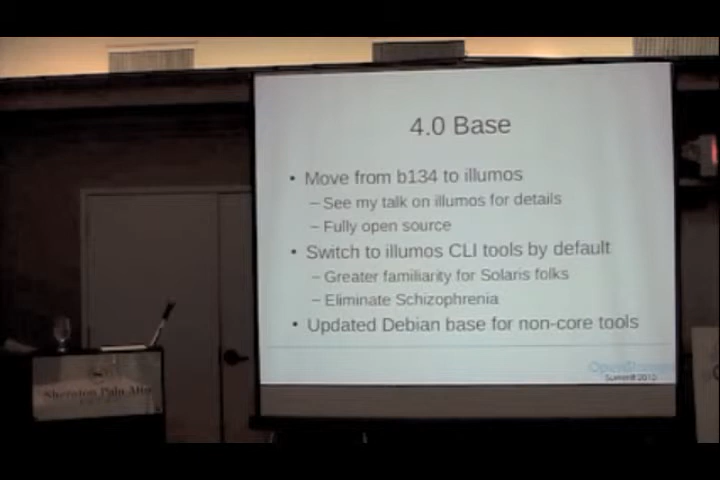 4.0 Base
• Move from b134 to illumos
– See my talk on illumos for details
– Fully open source
• Switch to illumos CLI tools by default
– Greater familiarity for Solaris folks
– Eliminate Schizophrenia
• Updated Debian base for non-core tools
OpenStorage
Summit 2010
Sheraton Palo Alto